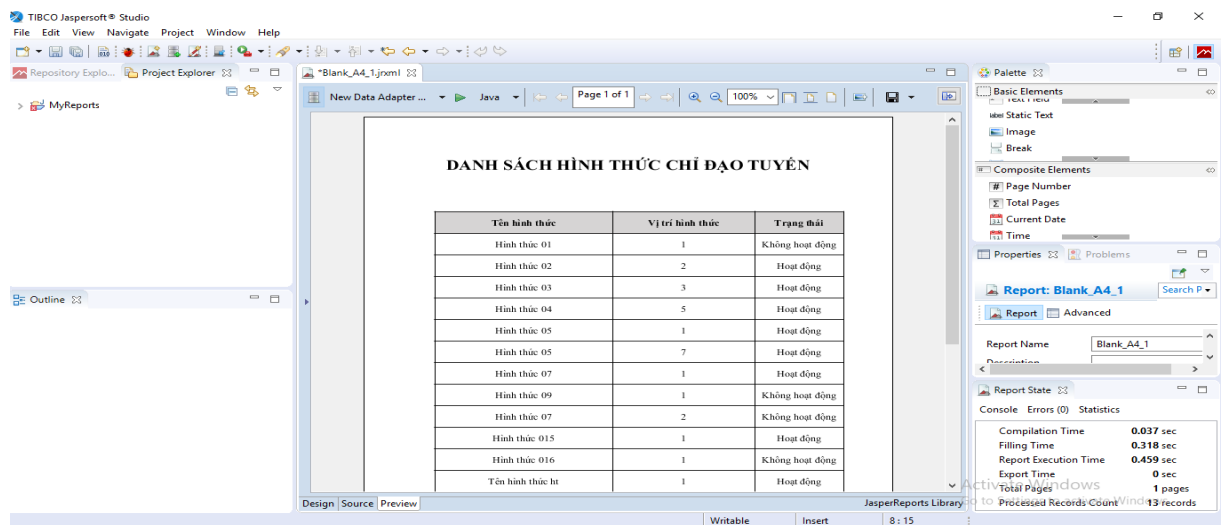 TIBCO Jaspersoft® Studio
File Edit View Navigate Project Window Help
Repository Explo... Project Explorer
MyReports
Outline
*Blank_A4_1.jrxml
New Data Adapter ... Java Page 1 of 1 100%
DANH SÁCH HÌNH THỨC CHỈ ĐẠO TUYẾN
Tên hình thức Vị trí hình thức Trạng thái
Hình thức 01 1 Không hoạt động
Hình thức 02 2 Hoạt động
Hình thức 03 3 Hoạt động
Hình thức 04 5 Hoạt động
Hình thức 05 1 Hoạt động
Hình thức 05 7 Hoạt động
Hình thức 07 1 Hoạt động
Hình thức 09 1 Không hoạt động
Hình thức 07 2 Không hoạt động
Hình thức 015 1 Hoạt động
Hình thức 016 1 Không hoạt động
Tên hình thức ht 1 Hoạt động
Design Source Preview JasperReports Library
Palette
Basic Elements
Text Field
label Static Text
Image
Break
Composite Elements
# Page Number
Total Pages
Current Date
Time
Properties Problems
Report: Blank_A4_1 Search P
Report Advanced
Report Name Blank_A4_1
Description
Report State
Console Errors (0) Statistics
Compilation Time 0.037 sec
Filling Time 0.318 sec
Report Execution Time 0.459 sec
Export Time 0 sec
Activate Windows
Total Pages 1 pages
Processed Records Count 13 records
Writable Insert 8 : 15